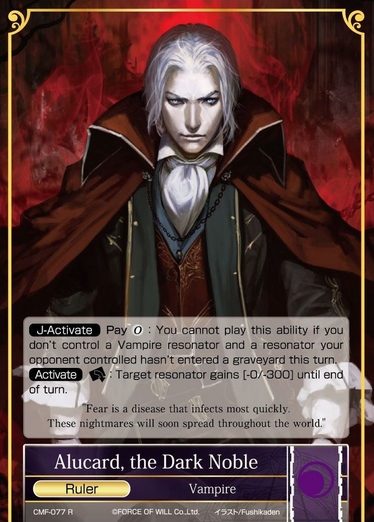 J-Activate Pay 0 : You cannot play this ability if you
don't control a Vampire resonator and a resonator your
opponent controlled hasn't entered a graveyard this turn.
Activate : Target resonator gains [-0/-300] until end
of turn.
"Fear is a disease that infects most quickly.
These nightmares will soon spread throughout the world."
Alucard, the Dark Noble
Ruler Vampire
CMF-077 R ©FORCE OF WILL Co.,Ltd. イラスト/Fushikaden